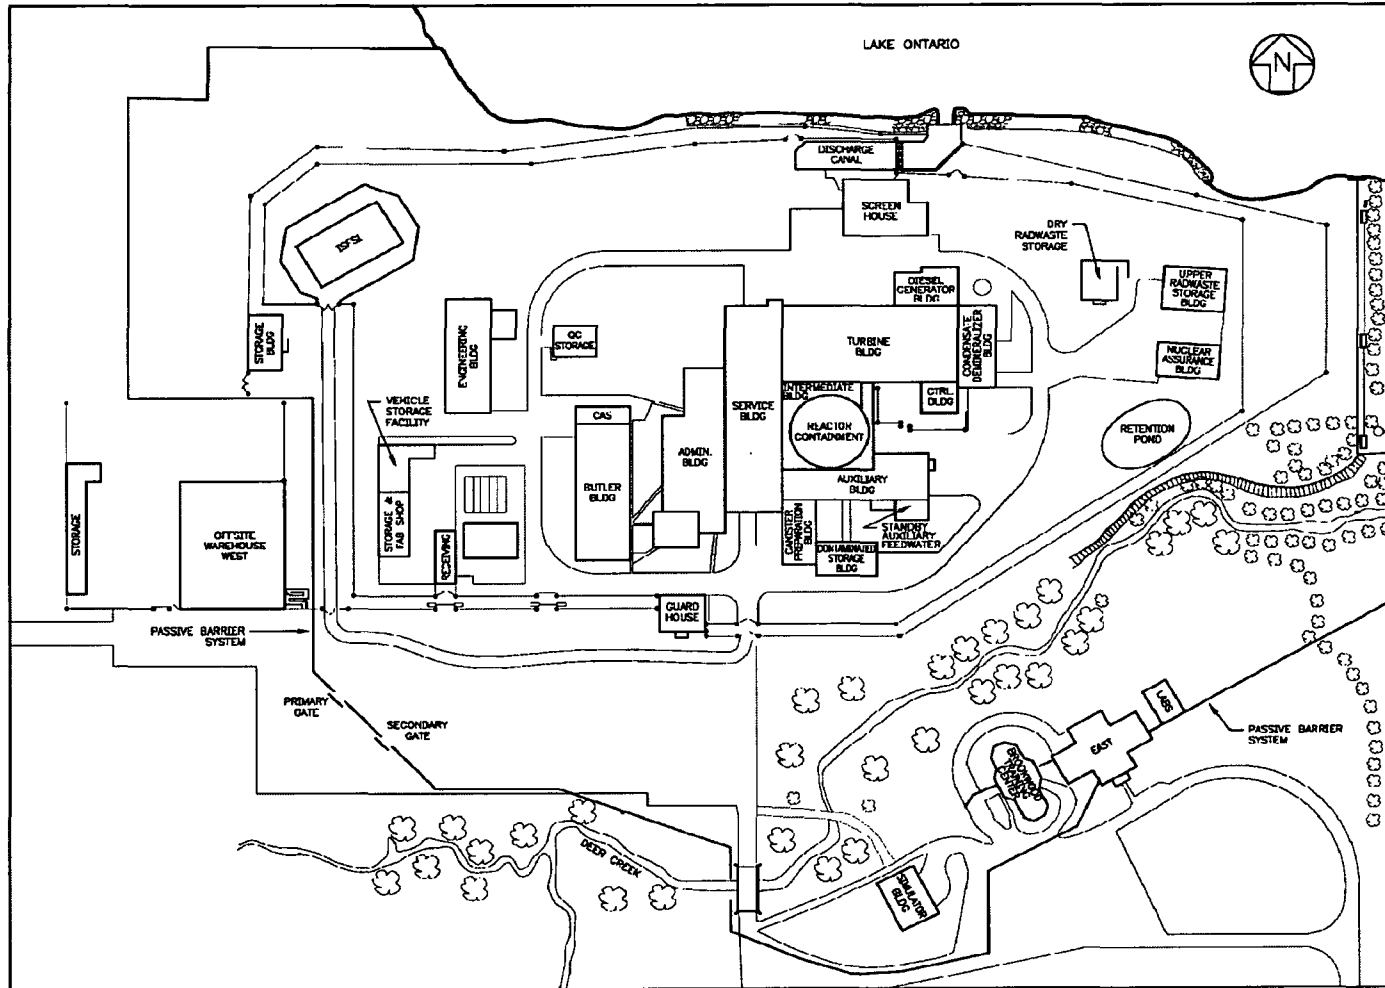 LAKE ONTARIO
N
DISCHARGE
CANAL
SCREEN
HOUSE
DRY
RADWASTE
STORAGE
ISFSI
DIESEL
GENERATOR
BLDG
UPPER
RADWASTE
STORAGE
BLDG
STORAGE
BLDG
ENGINEERING
BLDG
QC
STORAGE
TURBINE
BLDG
CONDENSATE
DEMINERALIZER
BLDG
NUCLEAR
ASSURANCE
BLDG
VEHICLE
STORAGE
FACILITY
CAS
SERVICE
BLDG
INTERMEDIATE
BLDG
CTRL.
BLDG
REACTOR
CONTAINMENT
RETENTION
POND
ADMIN.
BLDG
BUTLER
BLDG
AUXILIARY
BLDG
STORAGE
OFFSITE
WAREHOUSE
WEST
STORAGE &
FAB SHOP
RECEIVING
CANISTER
PREPARATION
BLDG
STANDBY
AUXILIARY
FEEDWATER
CONTAMINATED
STORAGE
BLDG
GUARD
HOUSE
PASSIVE BARRIER
SYSTEM
PRIMARY
GATE
SECONDARY
GATE
LABS
EAST
PASSIVE BARRIER
SYSTEM
BROOKWOOD
TRAINING
CENTER
DEER CREEK
SIMULATOR
BLDG